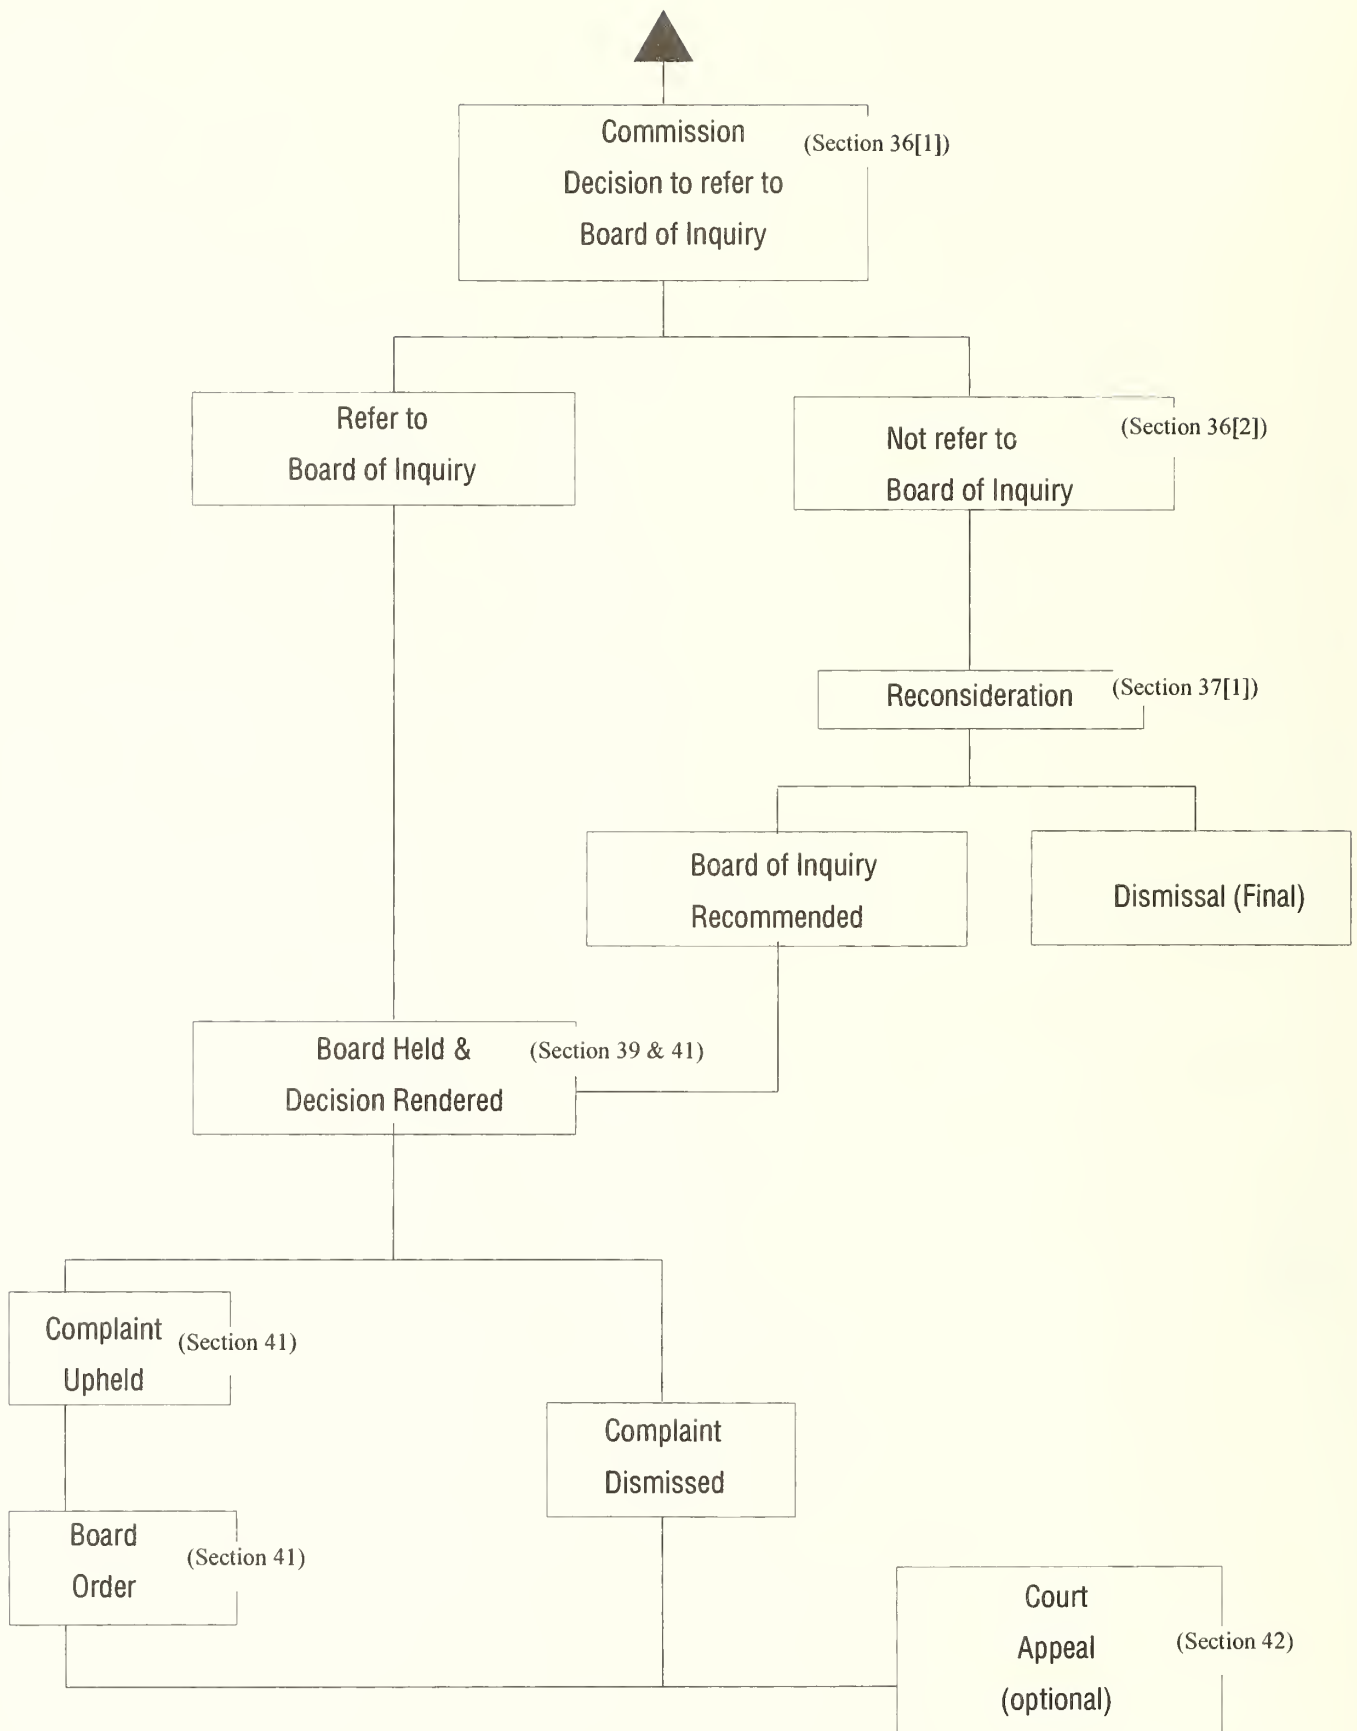 Commission (Section 36[1])
Decision to refer to
Board of Inquiry
Refer to
Board of Inquiry
Not refer to (Section 36[2])
Board of Inquiry
Reconsideration (Section 37[1])
Board of Inquiry
Recommended
Dismissal (Final)
Board Held & (Section 39 & 41)
Decision Rendered
Complaint (Section 41)
Upheld
Complaint
Dismissed
Board (Section 41)
Order
Court
Appeal (Section 42)
(optional)